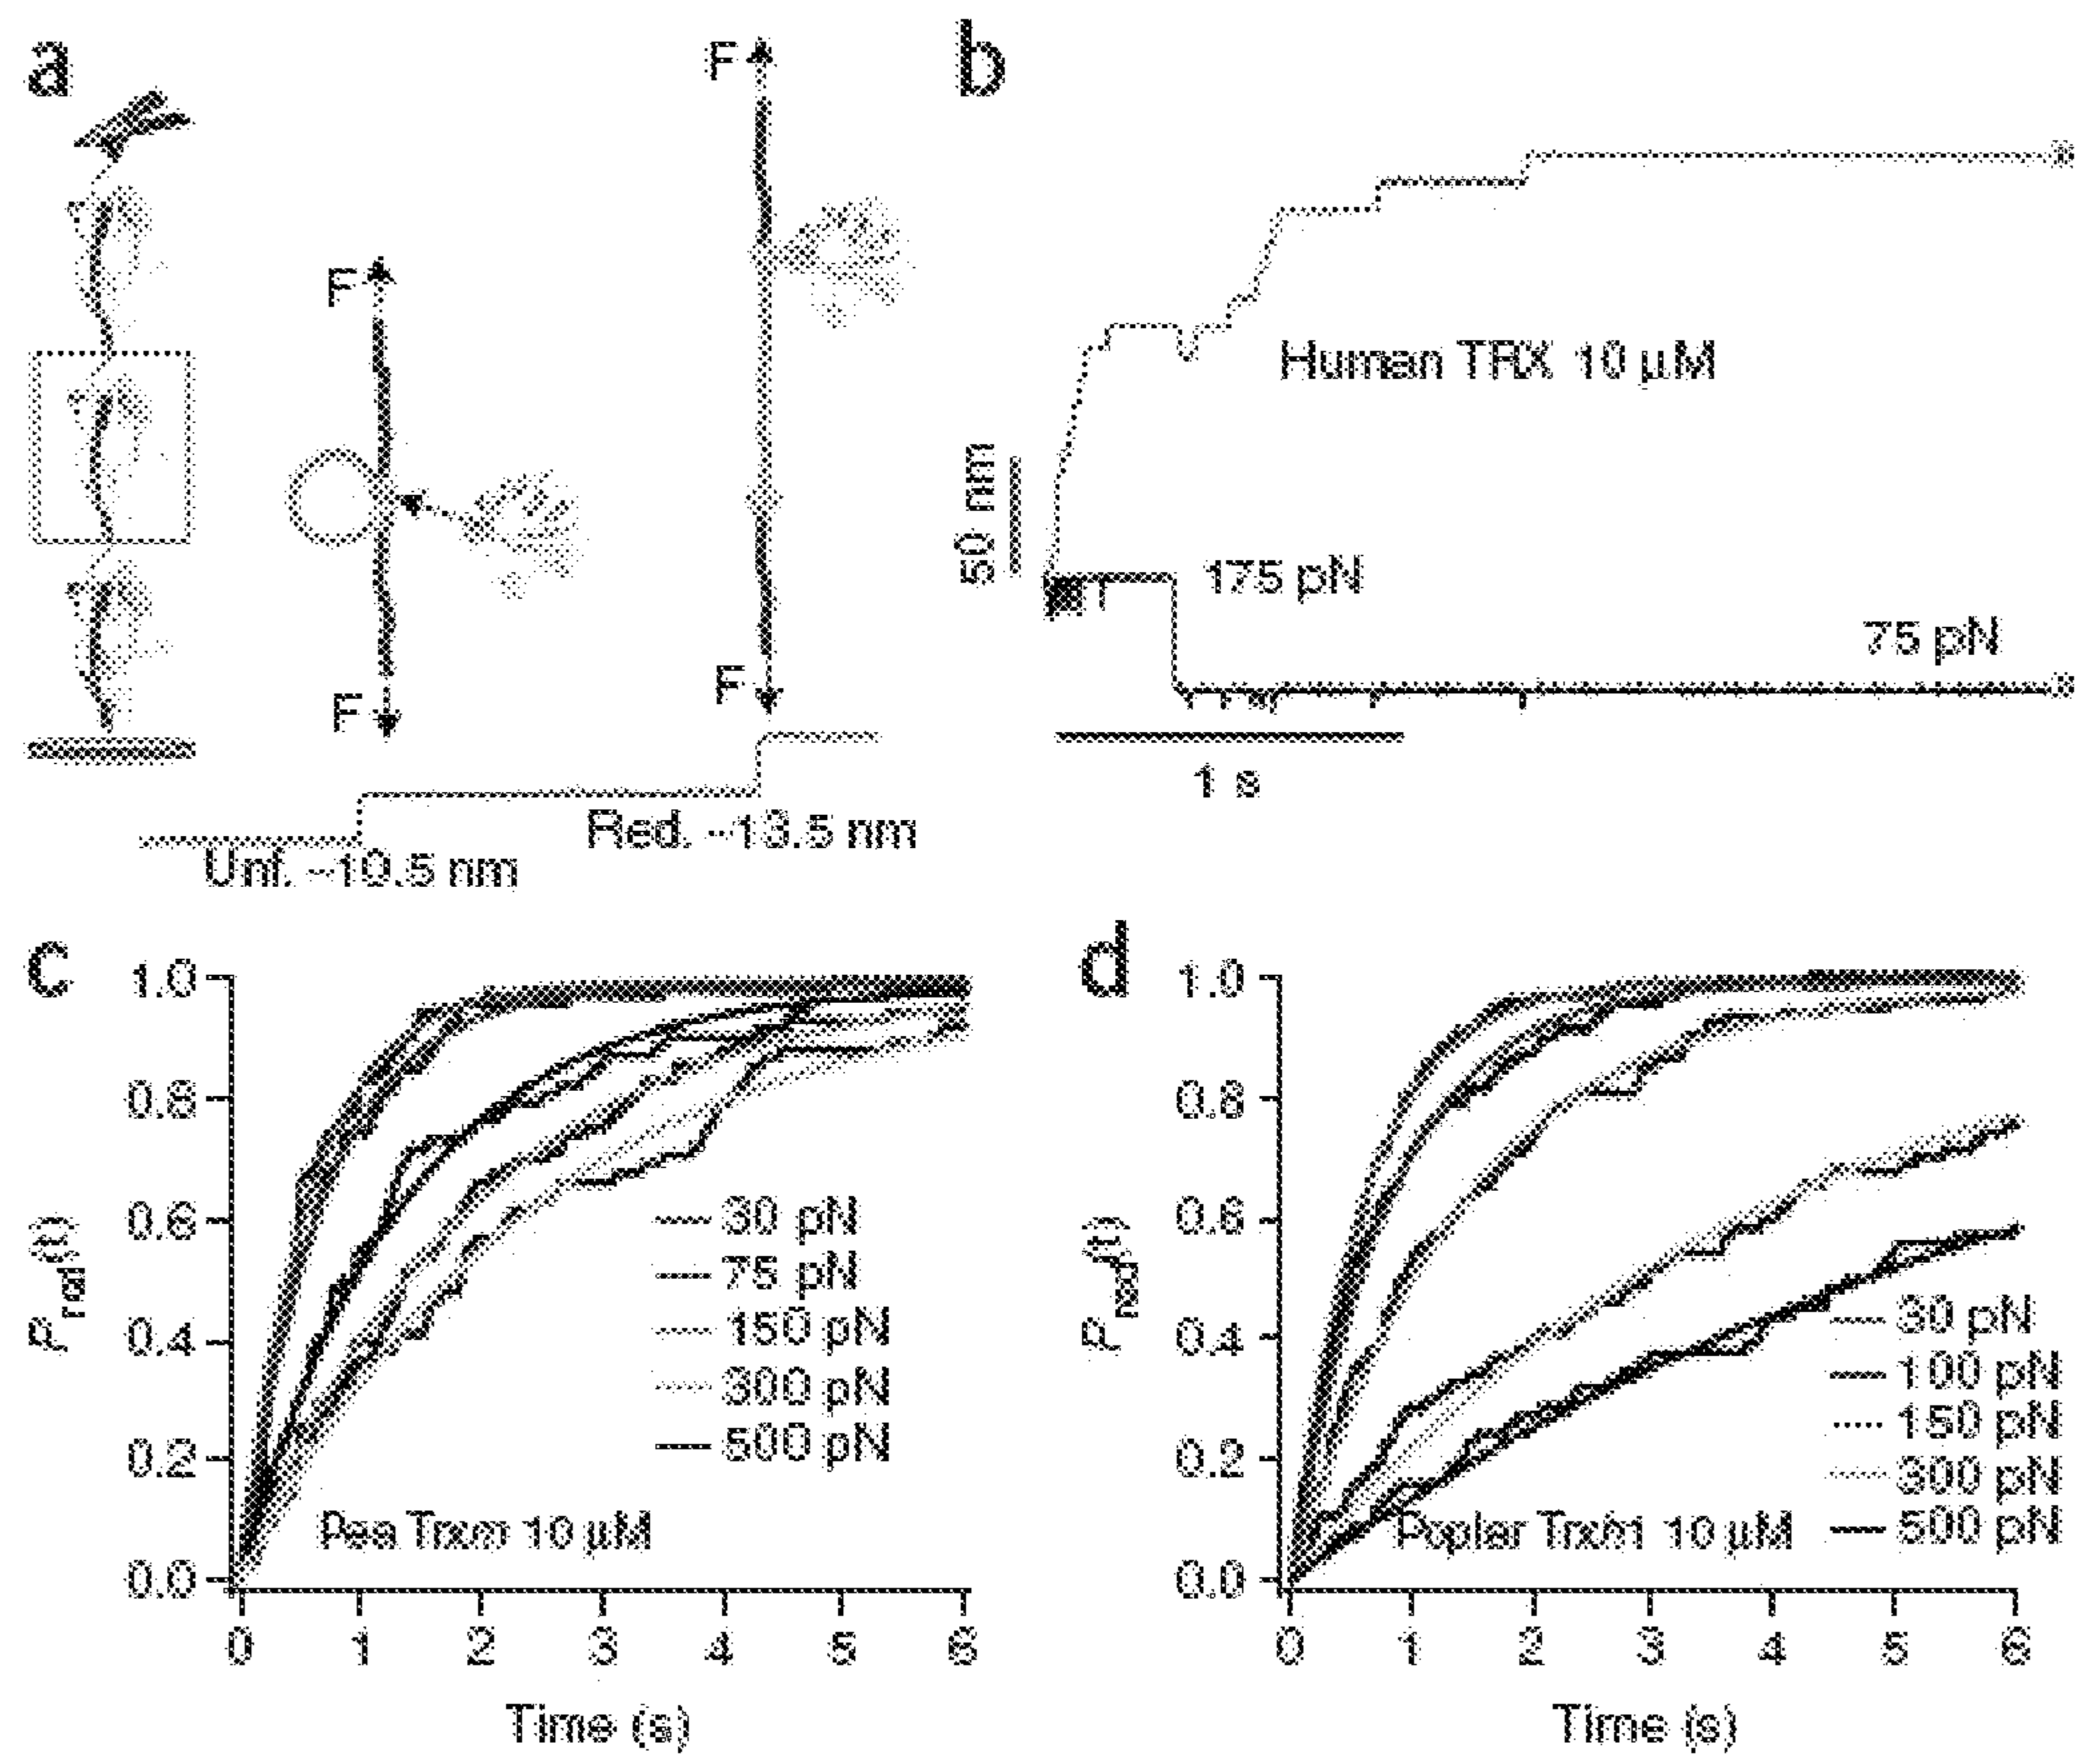 a
F
F
F
F
Unf. ~10.5 nm
Red. ~13.5 nm
b
Human TRX 10 µM
50 nm
175 pN
75 pN
1 s
c
1.0
0.8
0.6
0.4
0.2
0.0
Pred(t)
30 pN
75 pN
150 pN
300 pN
500 pN
Pea Trxm 10 µM
0 1 2 3 4 5 6
Time (s)
d
1.0
0.8
0.6
0.4
0.2
0.0
Pred(t)
30 pN
100 pN
150 pN
300 pN
500 pN
Poplar Trxh1 10 µM
0 1 2 3 4 5 6
Time (s)